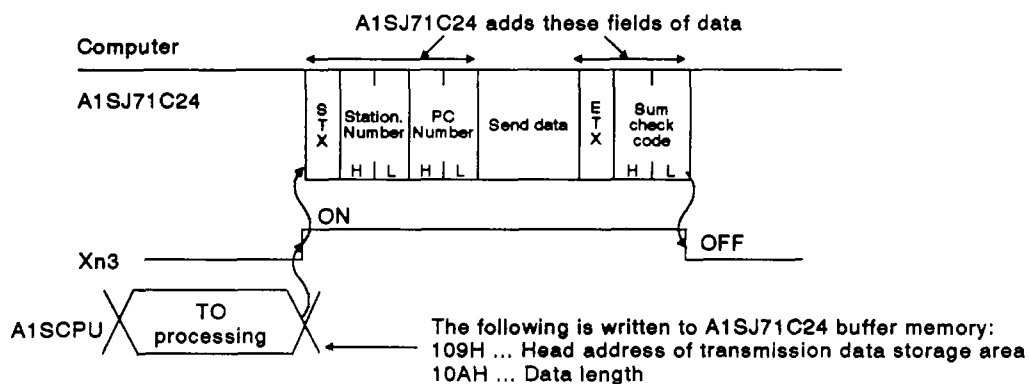 A1SJ71C24 adds these fields of data
Computer
A1SJ71C24
STX
Station. Number
H L
PC Number
H L
Send data
ETX
Sum check code
H L
ON
Xn3
OFF
A1SCPU
TO processing
The following is written to A1SJ71C24 buffer memory:
109H ... Head address of transmission data storage area
10AH ... Data length